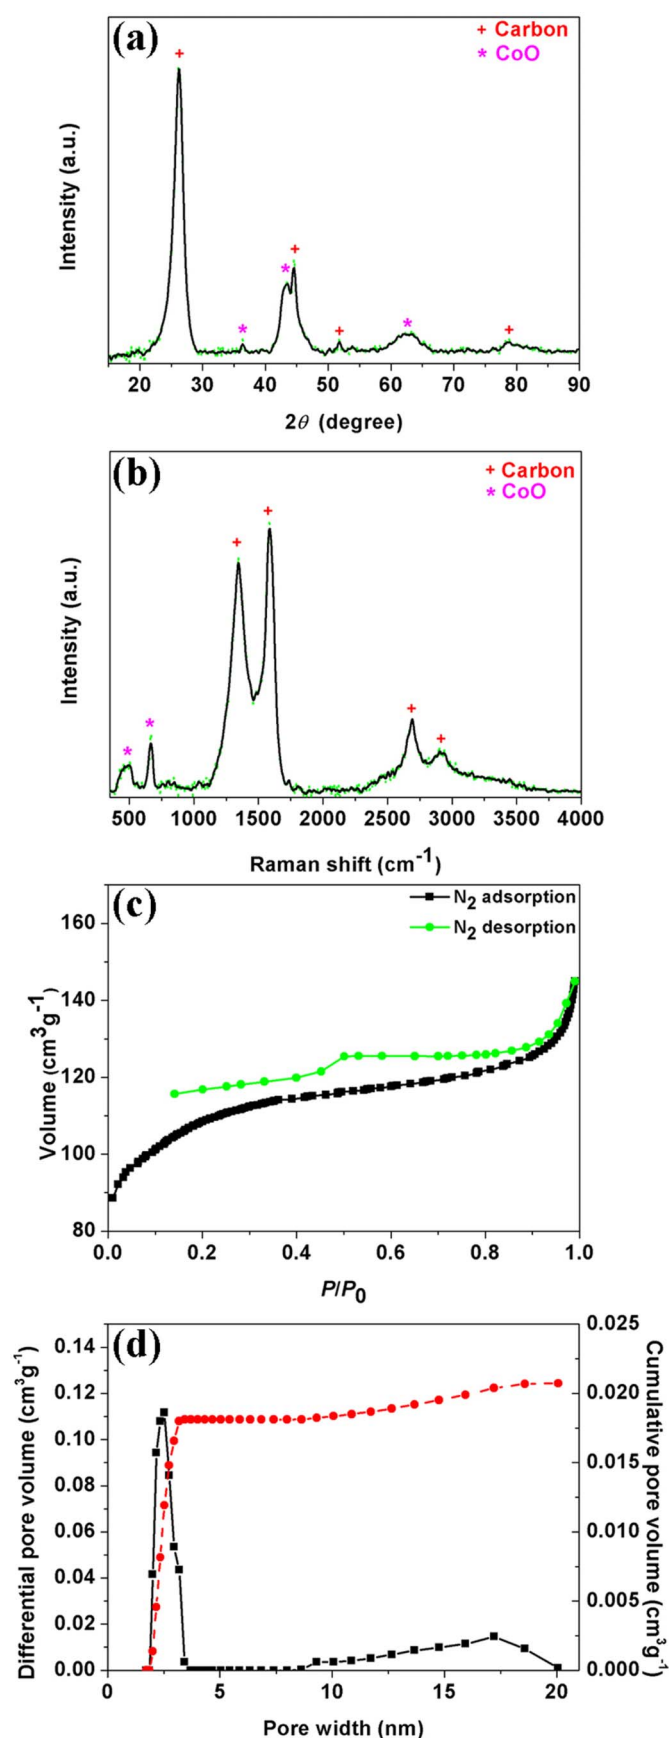 (a)
+ Carbon
* CoO
Intensity (a.u.)
20 30 40 50 60 70 80 90
2θ (degree)
(b)
+ Carbon
* CoO
Intensity (a.u.)
500 1000 1500 2000 2500 3000 3500 4000
Raman shift (cm-1)
(c)
N2 adsorption
N2 desorption
160
140
120
100
80
Volume (cm3g-1)
0.0 0.2 0.4 0.6 0.8 1.0
P/P0
(d)
0.14
0.12
0.10
0.08
0.06
0.04
0.02
0.00
Differential pore volume (cm3g-1)
0.025
0.020
0.015
0.010
0.005
0.000
Cumulative pore volume (cm3g-1)
0 5 10 15 20
Pore width (nm)